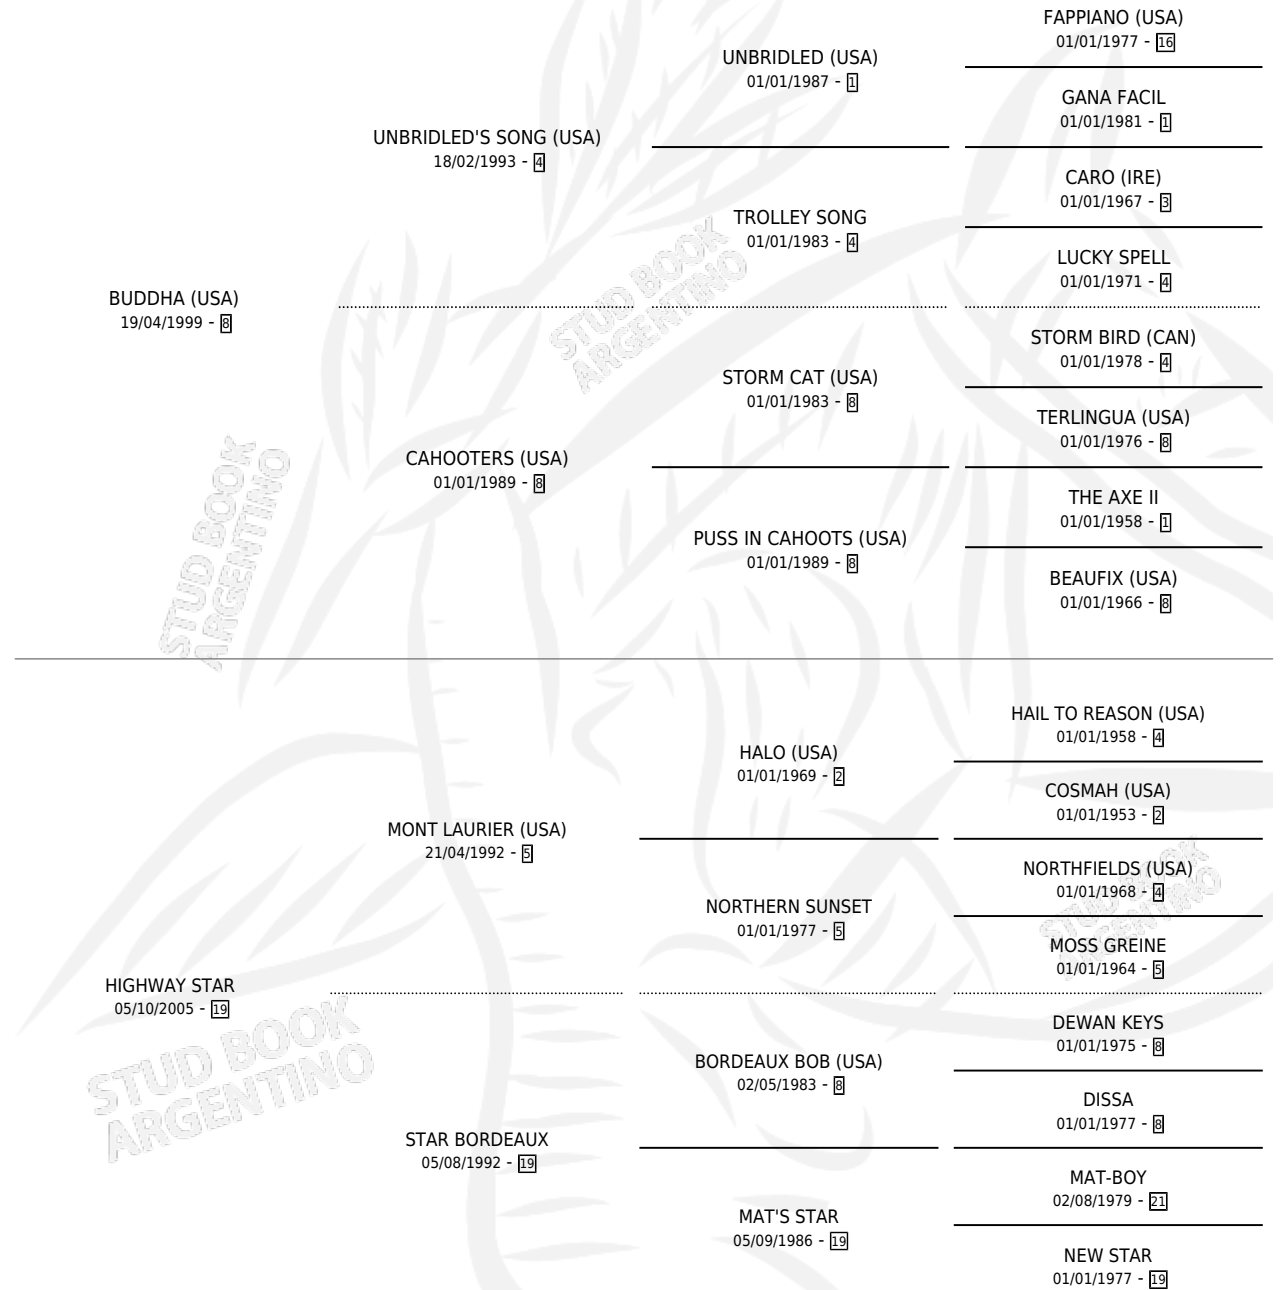 FAPPIANO (USA)
01/01/1977 - 16
UNBRIDLED (USA)
01/01/1987 - 1
GANA FACIL
01/01/1981 - 1
UNBRIDLED'S SONG (USA)
18/02/1993 - 4
CARO (IRE)
01/01/1967 - 3
TROLLEY SONG
01/01/1983 - 4
LUCKY SPELL
01/01/1971 - 4
BUDDHA (USA)
19/04/1999 - 8
STORM BIRD (CAN)
01/01/1978 - 4
STORM CAT (USA)
01/01/1983 - 8
TERLINGUA (USA)
01/01/1976 - 8
CAHOOTERS (USA)
01/01/1989 - 8
THE AXE II
01/01/1958 - 1
PUSS IN CAHOOTS (USA)
01/01/1989 - 8
BEAUFIX (USA)
01/01/1966 - 8
HAIL TO REASON (USA)
01/01/1958 - 4
HALO (USA)
01/01/1969 - 2
COSMAH (USA)
01/01/1953 - 2
MONT LAURIER (USA)
21/04/1992 - 5
NORTHFIELDS (USA)
01/01/1968 - 4
NORTHERN SUNSET
01/01/1977 - 5
MOSS GREINE
01/01/1964 - 5
HIGHWAY STAR
05/10/2005 - 19
DEWAN KEYS
01/01/1975 - 8
BORDEAUX BOB (USA)
02/05/1983 - 8
DISSA
01/01/1977 - 8
STAR BORDEAUX
05/08/1992 - 19
MAT-BOY
02/08/1979 - 21
MAT'S STAR
05/09/1986 - 19
NEW STAR
01/01/1977 - 19
STUD BOOK
ARGENTINO
STUD BOOK
ARGENTINO
STUD BOOK
ARGENTINO
STUD BOOK
ARGENTINO